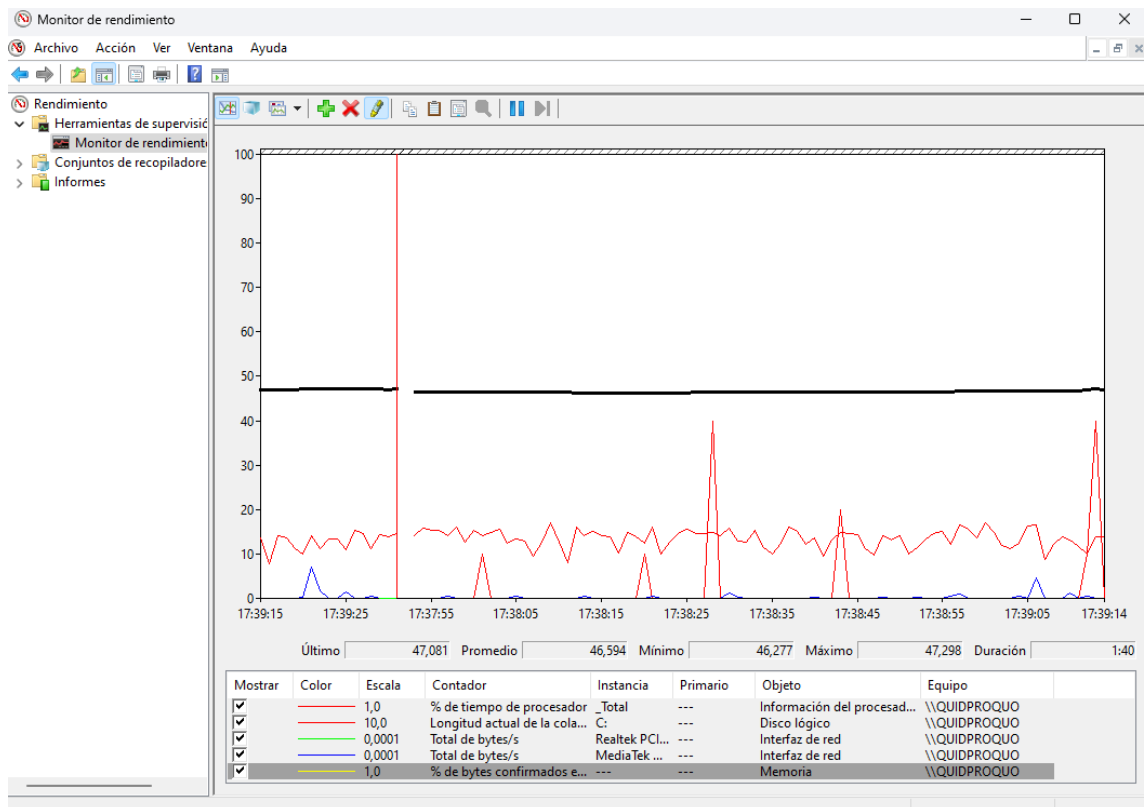 Monitor de rendimiento
Archivo Acción Ver Ventana Ayuda
Rendimiento
Herramientas de supervisió
Monitor de rendimient
Conjuntos de recopiladore
Informes
100
90
80
70
60
50
40
30
20
10
0
17:39:15 17:39:25 17:37:55 17:38:05 17:38:15 17:38:25 17:38:35 17:38:45 17:38:55 17:39:05 17:39:14
Último 47,081 Promedio 46,594 Mínimo 46,277 Máximo 47,298 Duración 1:40
Mostrar Color Escala Contador Instancia Primario Objeto Equipo
1,0 % de tiempo de procesador _Total --- Información del procesad... \\QUIDPROQUO
10,0 Longitud actual de la cola... C: --- Disco lógico \\QUIDPROQUO
0,0001 Total de bytes/s Realtek PCI... --- Interfaz de red \\QUIDPROQUO
0,0001 Total de bytes/s MediaTek ... --- Interfaz de red \\QUIDPROQUO
1,0 % de bytes confirmados e... --- --- Memoria \\QUIDPROQUO